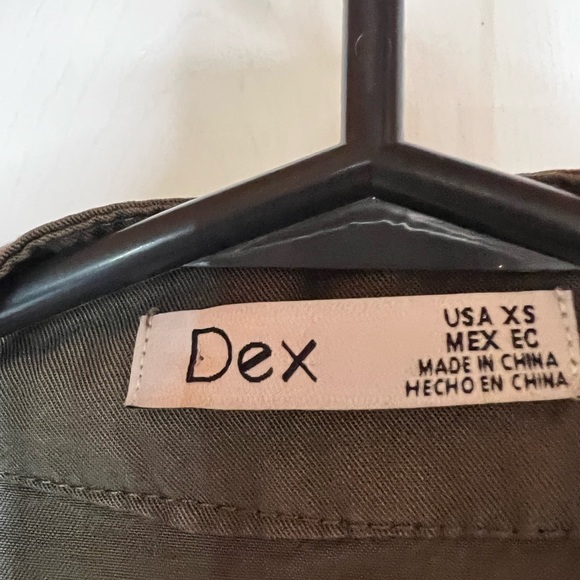 Dex
USA XS
MEX EC
MADE IN CHINA
HECHO EN CHINA